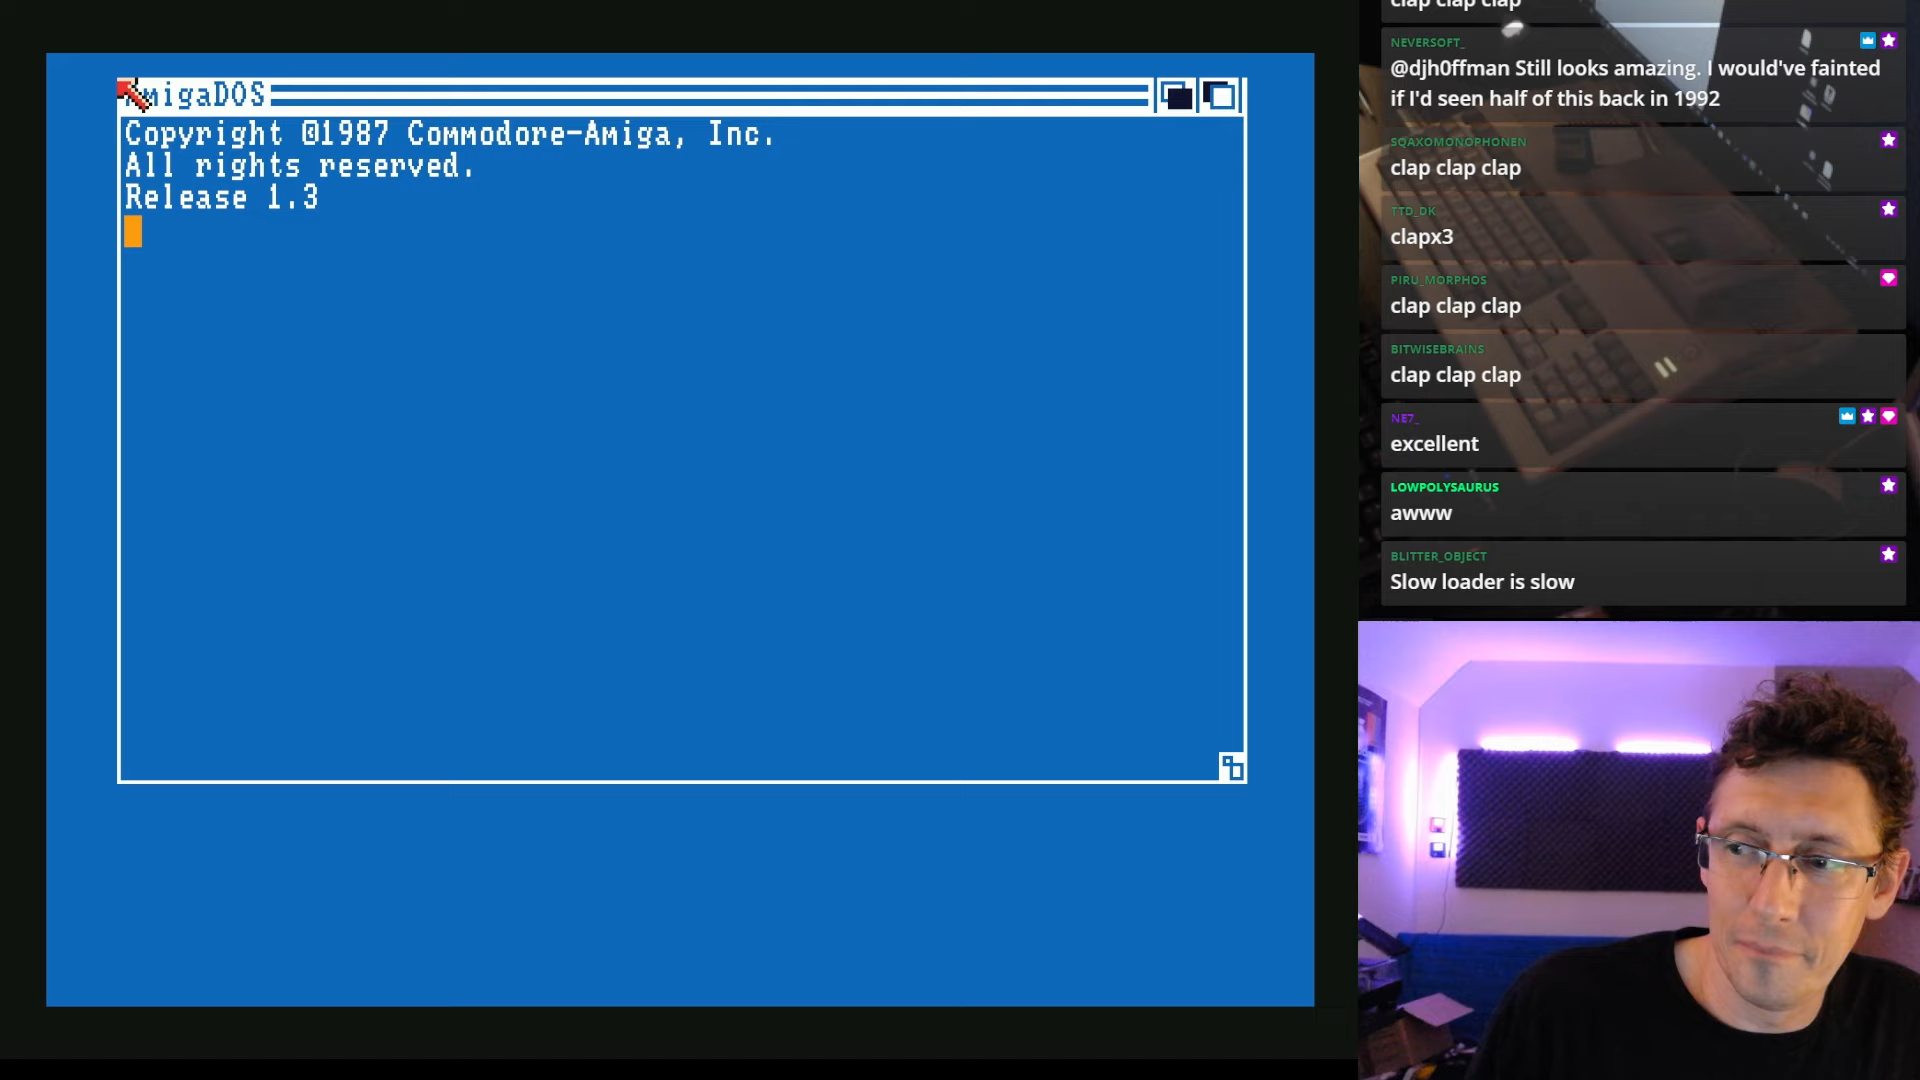 AmigaDOS
Copyright ©1987 Commodore-Amiga, Inc.
All rights reserved.
Release 1.3
clap clap clap
NEVERSOFT_
@djh0ffman Still looks amazing. I would've fainted
if I'd seen half of this back in 1992
SQAXOMONOPHONEN
clap clap clap
TTD_DK
clapx3
PIRU_MORPHOS
clap clap clap
BITWISEBRAINS
clap clap clap
NE7_
excellent
LOWPOLYSAURUS
awww
BLITTER_OBJECT
Slow loader is slow